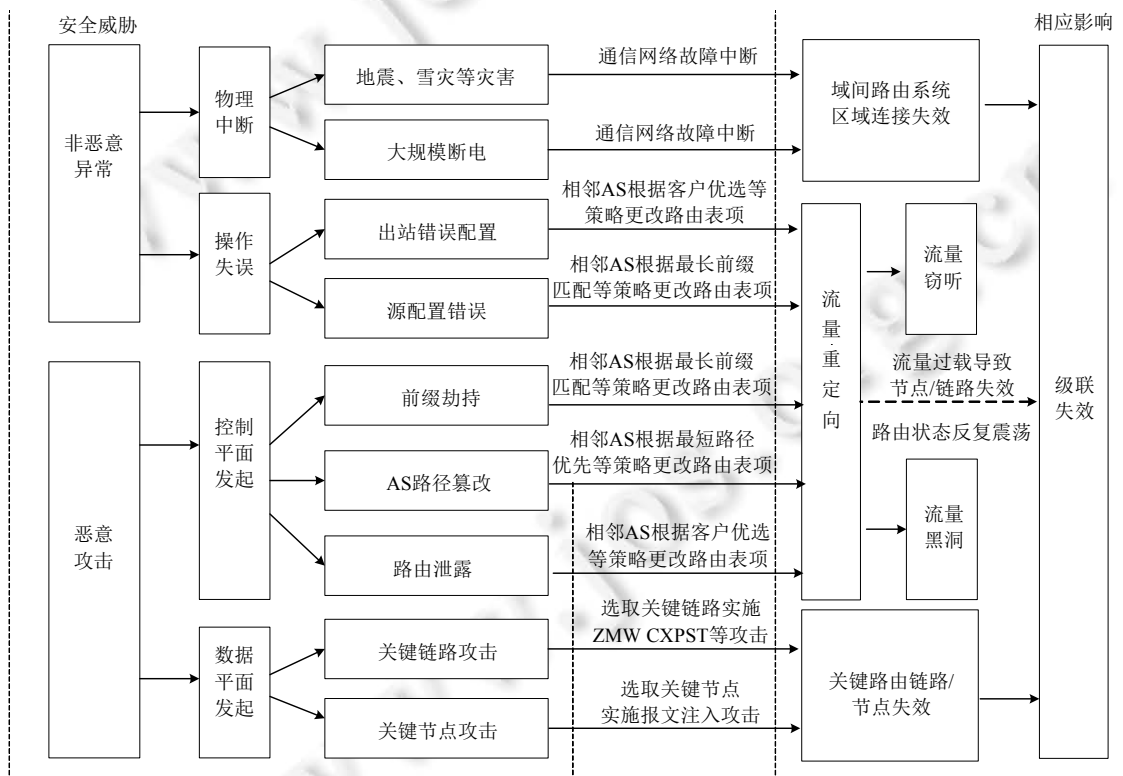 安全威胁
相应影响
非恶意
异常
物理
中断
地震、雪灾等灾害
通信网络故障中断
大规模断电
通信网络故障中断
域间路由系统
区域连接失效
操作
失误
出站错误配置
相邻AS根据客户优选等
策略更改路由表项
源配置错误
相邻AS根据最长前缀
匹配等策略更改路由表项
恶意
攻击
控制
平面
发起
前缀劫持
相邻AS根据最长前缀
匹配等策略更改路由表项
AS路径篡改
相邻AS根据最短路径
优先等策略更改路由表项
路由泄露
相邻AS根据客户优选
等策略更改路由表项
流
量
重
定
向
流量
窃听
流量过载导致
节点/链路失效
路由状态反复震荡
流量
黑洞
数据
平面
发起
关键链路攻击
选取关键链路实施
ZMW CXPST等攻击
关键节点攻击
选取关键节点
实施报文注入攻击
关键路由链路/
节点失效
级联
失效